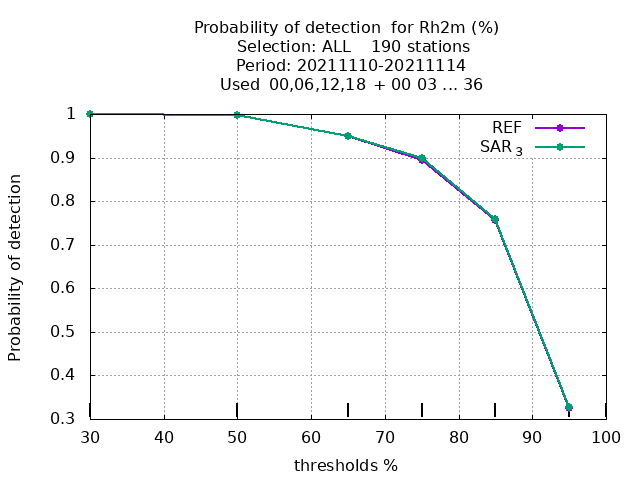 Probability of detection  for Rh2m (%)
Selection: ALL    190 stations
Period: 20211110-20211114
Used  00,06,12,18  + 00 03 ... 36
REF
SAR 3
1
0.9
0.8
0.7
0.6
0.5
0.4
0.3
Probability of detection
30 40 50 60 70 80 90 100
thresholds %